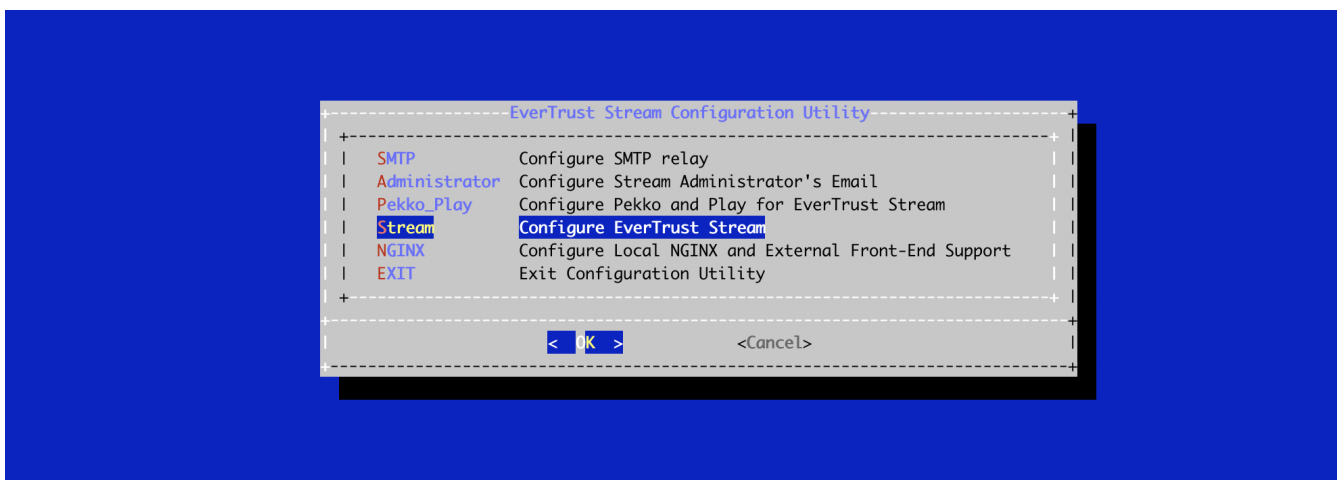 EverTrust Stream Configuration Utility
SMTP Configure SMTP relay
Administrator Configure Stream Administrator's Email
Pekko_Play Configure Pekko and Play for EverTrust Stream
Stream Configure EverTrust Stream
NGINX Configure Local NGINX and External Front-End Support
EXIT Exit Configuration Utility
< OK > <Cancel>